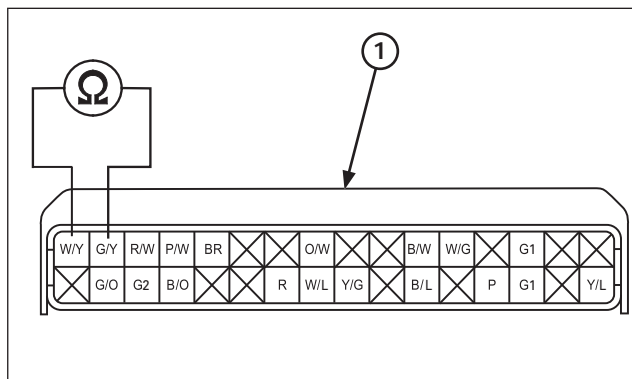 Ω
1
W/Y G/Y R/W P/W BR O/W B/W W/G G1
G/O G2 B/O R W/L Y/G B/L P G1 Y/L